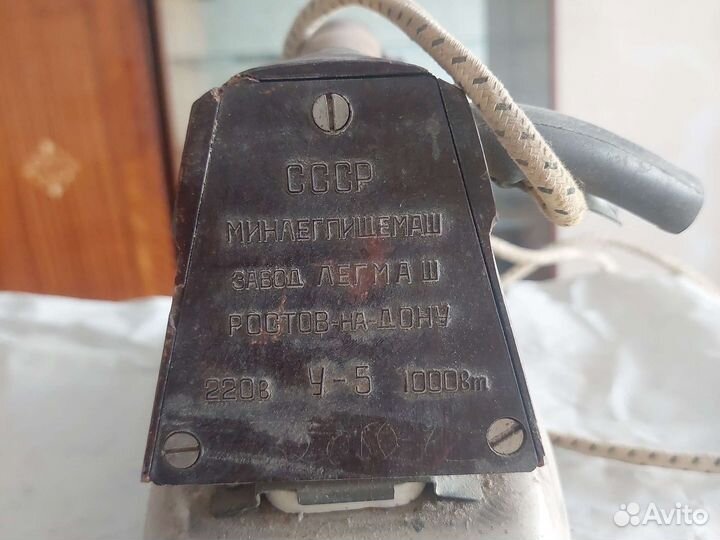 СССР
МИНЛЕГПИЩЕМАШ
ЗАВОД ЛЕГМАШ
РОСТОВ-НА-ДОНУ
220В У-5 1000Вт
Avito